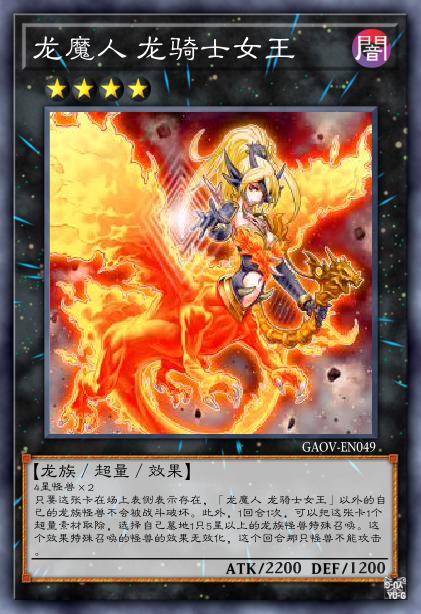 龙魔人 龙骑士女王
闇
GAOV-EN049
【龙族／超量／效果】
4星怪兽×2
只要这张卡在场上表侧表示存在，「龙魔人 龙骑士女王」以外的自
己的龙族怪兽不会被战斗破坏。此外，1回合1次，可以把这张卡1个
超量素材取除，选择自己墓地1只5星以上的龙族怪兽特殊召唤。这
个效果特殊召唤的怪兽的效果无效化，这个回合那只怪兽不能攻击
。
ATK/2200 DEF/1200